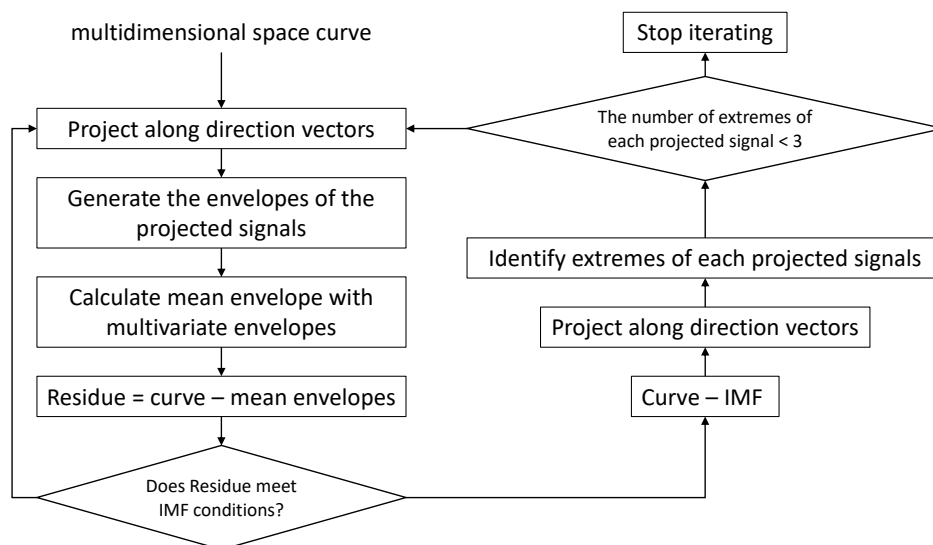 multidimensional space curve
Project along direction vectors
Generate the envelopes of the
projected signals
Calculate mean envelope with
multivariate envelopes
Residue = curve – mean envelopes
Does Residue meet
IMF conditions?
Curve – IMF
Project along direction vectors
Identify extremes of each projected signals
The number of extremes of
each projected signal < 3
Stop iterating